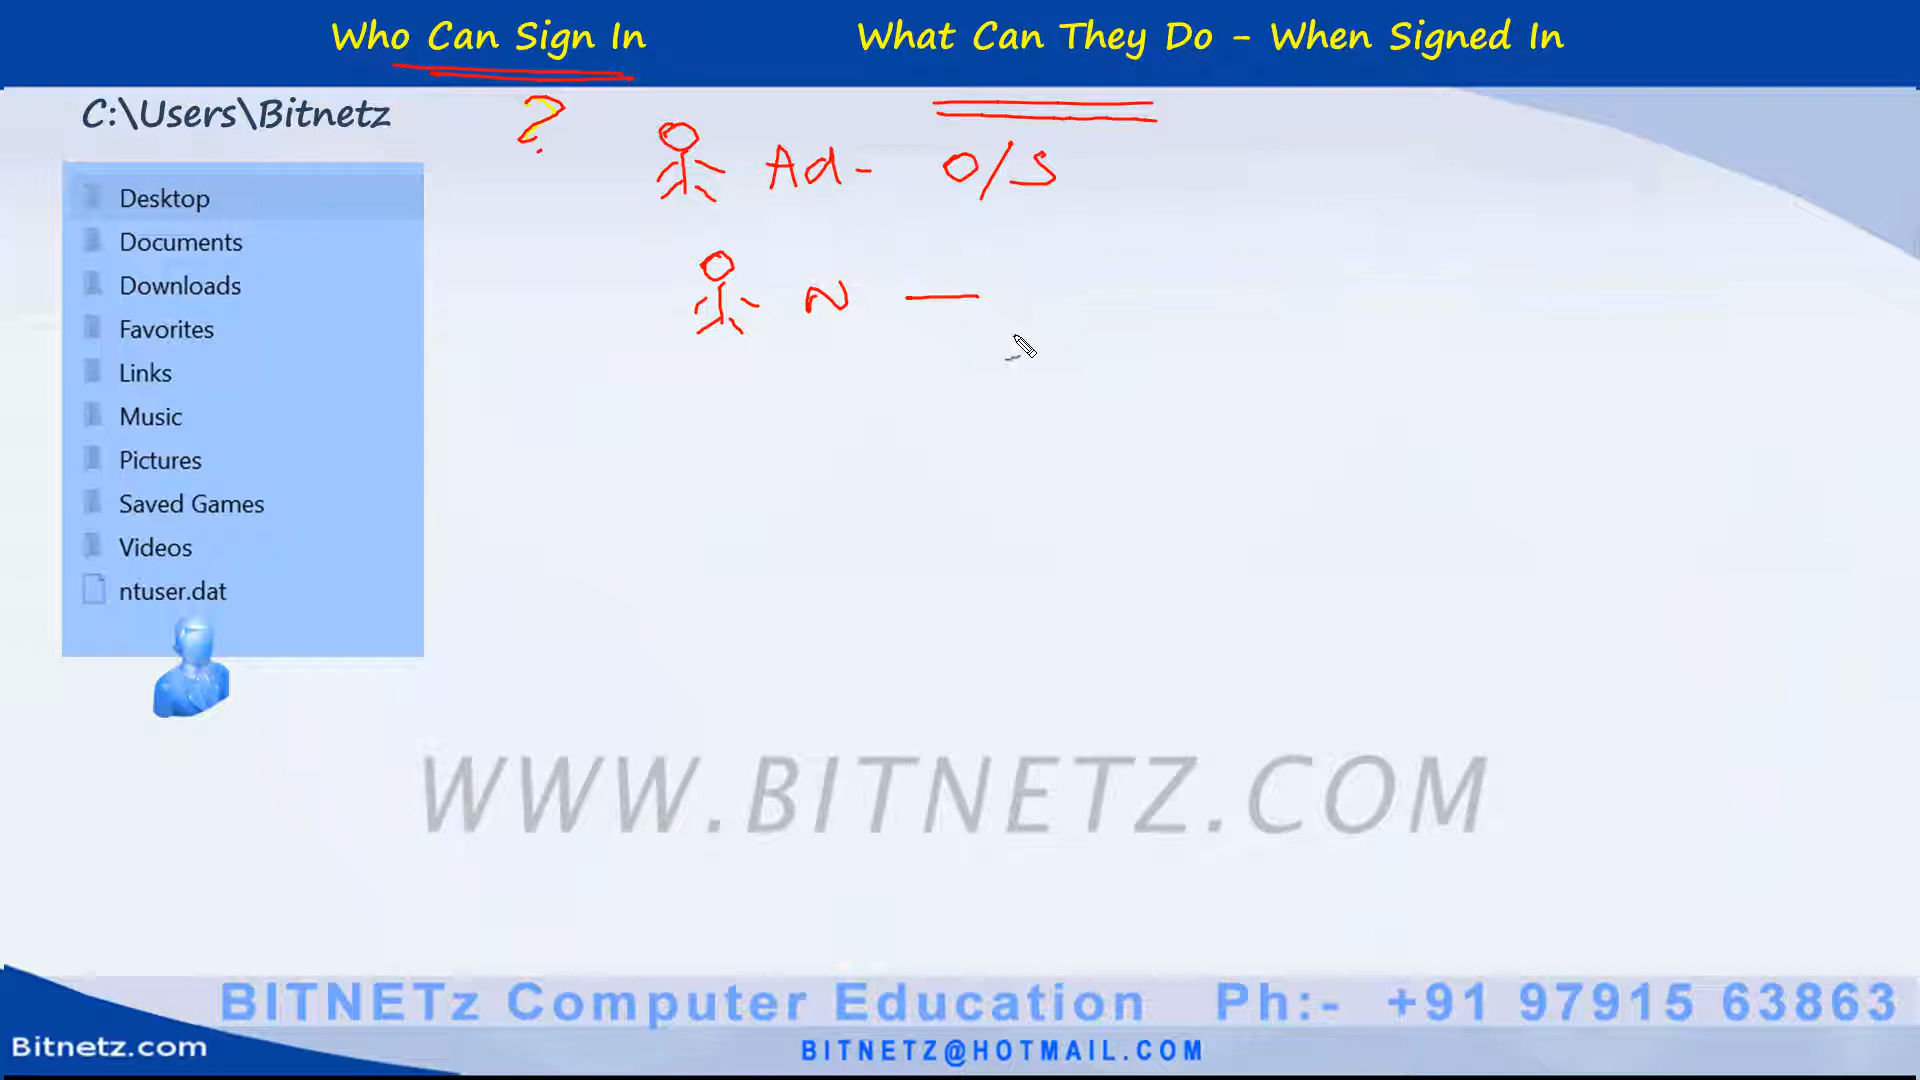 Who Can Sign In
What Can They Do - When Signed In
C:\Users\Bitnetz
?
Ad - O/S
N —
Desktop
Documents
Downloads
Favorites
Links
Music
Pictures
Saved Games
Videos
ntuser.dat
WWW.BITNETZ.COM
BITNETz Computer Education Ph:- +91 97915 63863
Bitnetz.com
BITNETZ@HOTMAIL.COM